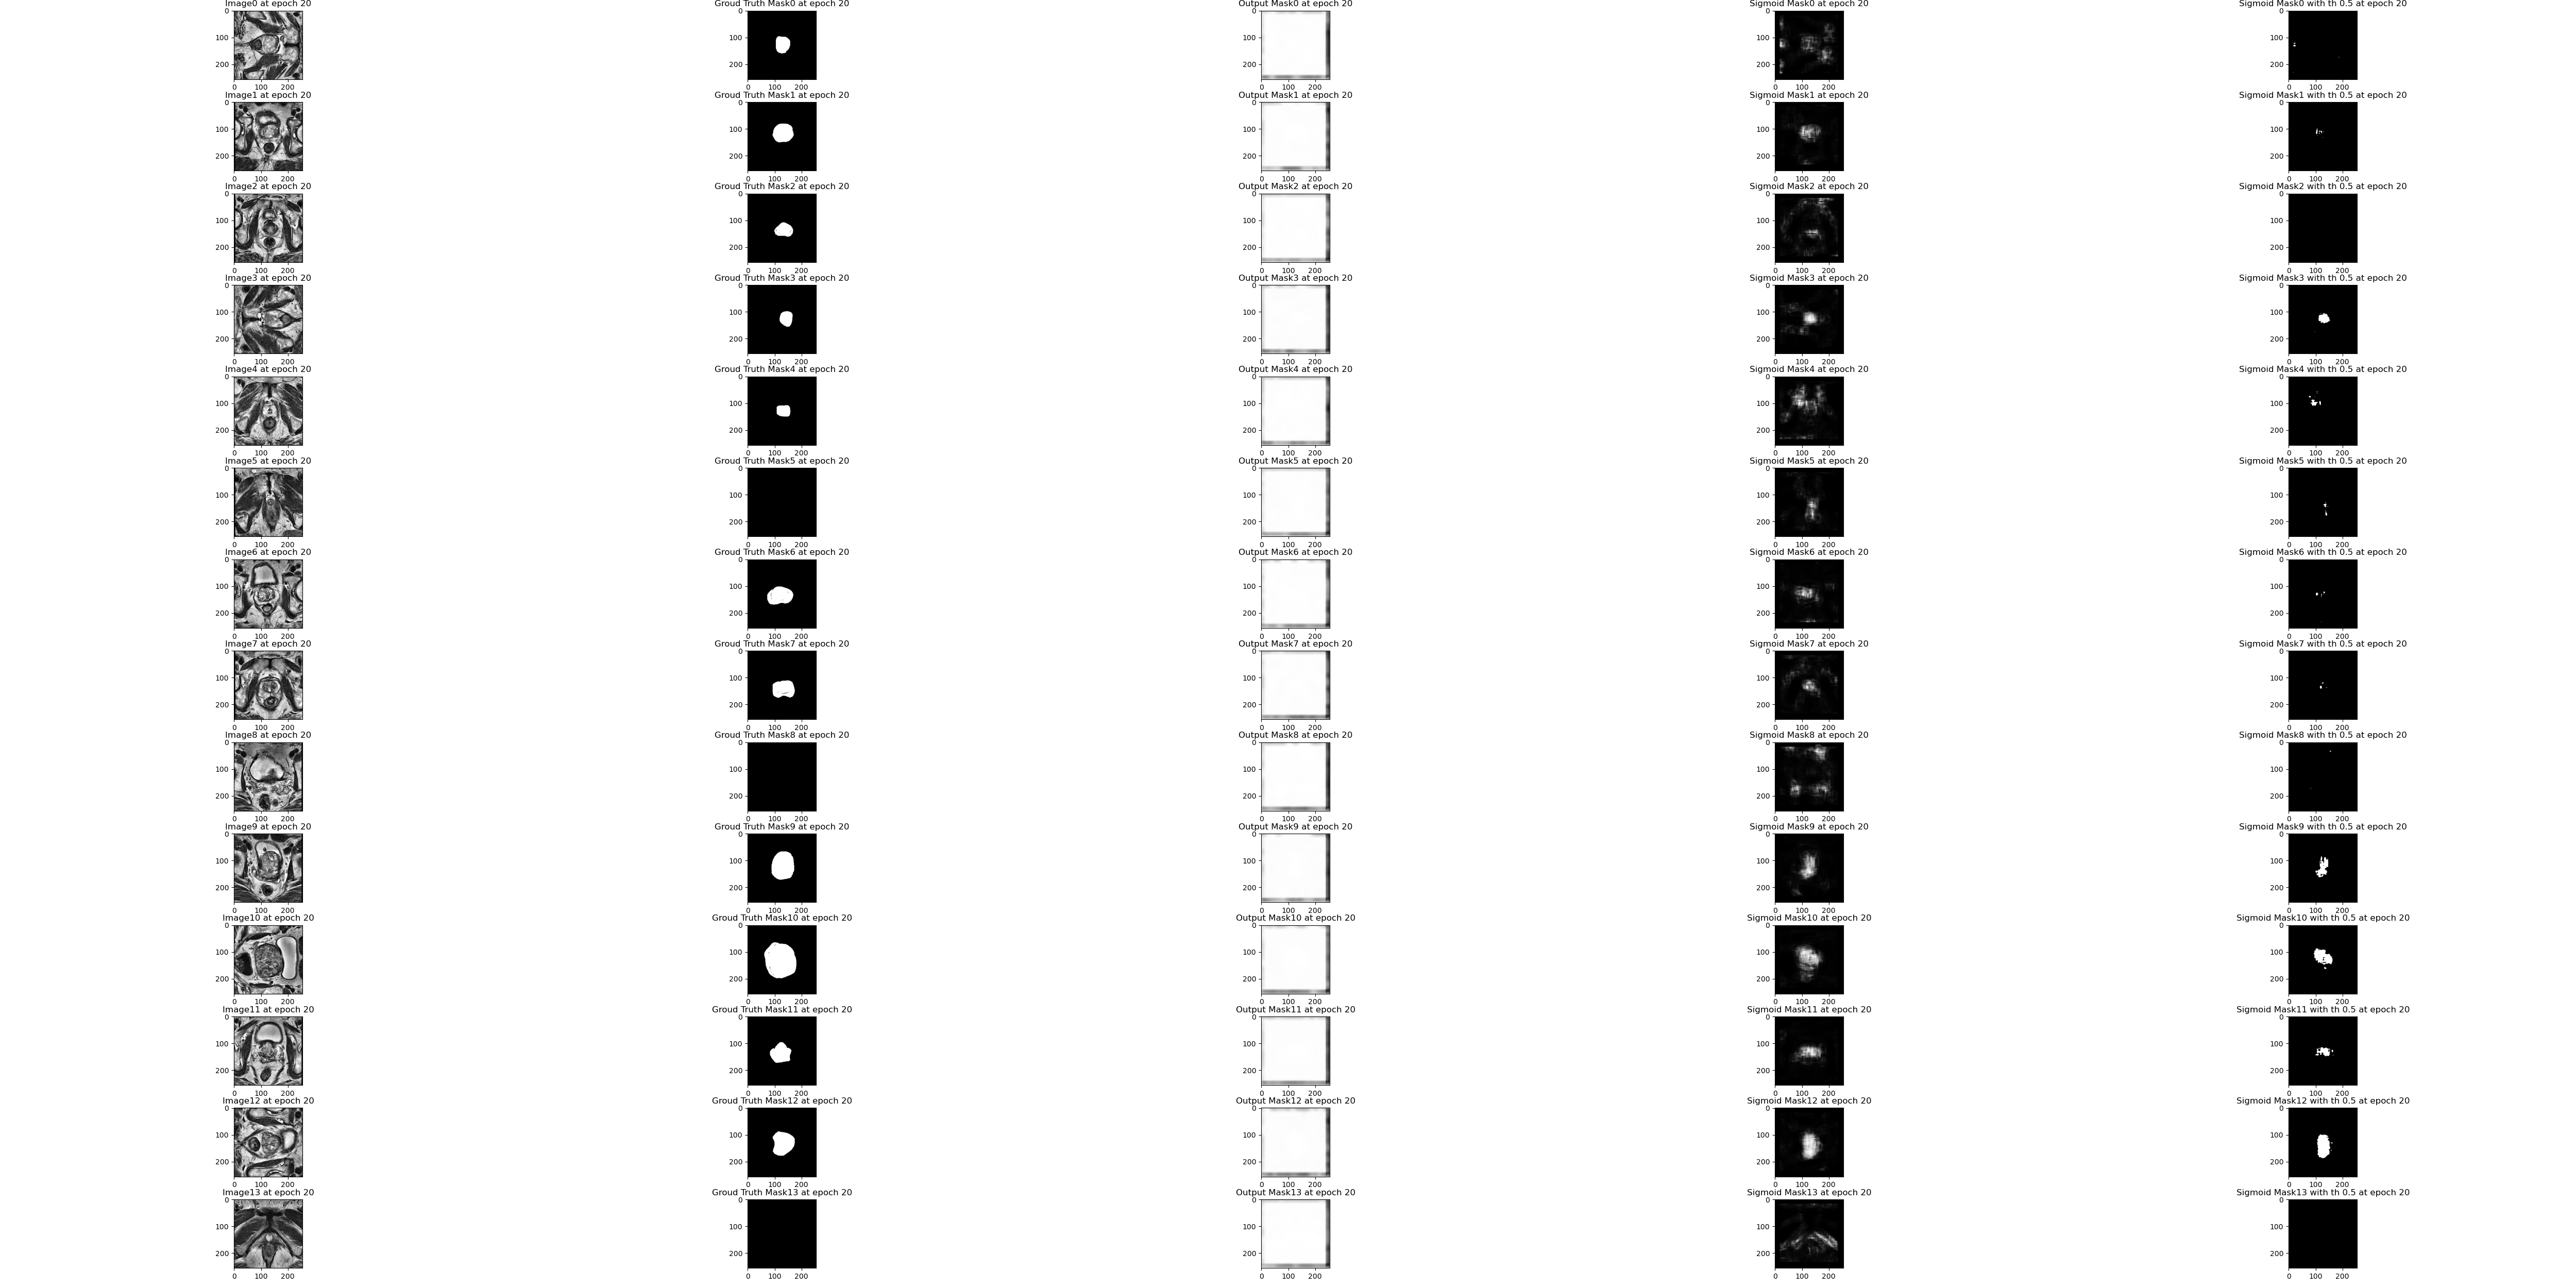 Image0 at epoch 20 Groud Truth Mask0 at epoch 20 Output Mask0 at epoch 20 Sigmoid Mask0 at epoch 20 Sigmoid Mask0 with th 0.5 at epoch 20
0 0 0 0 0
100 100 100 100 100
200 200 200 200 200
0 100 200 0 100 200 0 100 200 0 100 200 0 100 200
Image1 at epoch 20 Groud Truth Mask1 at epoch 20 Output Mask1 at epoch 20 Sigmoid Mask1 at epoch 20 Sigmoid Mask1 with th 0.5 at epoch 20
0 0 0 0 0
100 100 100 100 100
200 200 200 200 200
0 100 200 0 100 200 0 100 200 0 100 200 0 100 200
Image2 at epoch 20 Groud Truth Mask2 at epoch 20 Output Mask2 at epoch 20 Sigmoid Mask2 at epoch 20 Sigmoid Mask2 with th 0.5 at epoch 20
0 0 0 0 0
100 100 100 100 100
200 200 200 200 200
0 100 200 0 100 200 0 100 200 0 100 200 0 100 200
Image3 at epoch 20 Groud Truth Mask3 at epoch 20 Output Mask3 at epoch 20 Sigmoid Mask3 at epoch 20 Sigmoid Mask3 with th 0.5 at epoch 20
0 0 0 0 0
100 100 100 100 100
200 200 200 200 200
0 100 200 0 100 200 0 100 200 0 100 200 0 100 200
Image4 at epoch 20 Groud Truth Mask4 at epoch 20 Output Mask4 at epoch 20 Sigmoid Mask4 at epoch 20 Sigmoid Mask4 with th 0.5 at epoch 20
0 0 0 0 0
100 100 100 100 100
200 200 200 200 200
0 100 200 0 100 200 0 100 200 0 100 200 0 100 200
Image5 at epoch 20 Groud Truth Mask5 at epoch 20 Output Mask5 at epoch 20 Sigmoid Mask5 at epoch 20 Sigmoid Mask5 with th 0.5 at epoch 20
0 0 0 0 0
100 100 100 100 100
200 200 200 200 200
0 100 200 0 100 200 0 100 200 0 100 200 0 100 200
Image6 at epoch 20 Groud Truth Mask6 at epoch 20 Output Mask6 at epoch 20 Sigmoid Mask6 at epoch 20 Sigmoid Mask6 with th 0.5 at epoch 20
0 0 0 0 0
100 100 100 100 100
200 200 200 200 200
0 100 200 0 100 200 0 100 200 0 100 200 0 100 200
Image7 at epoch 20 Groud Truth Mask7 at epoch 20 Output Mask7 at epoch 20 Sigmoid Mask7 at epoch 20 Sigmoid Mask7 with th 0.5 at epoch 20
0 0 0 0 0
100 100 100 100 100
200 200 200 200 200
0 100 200 0 100 200 0 100 200 0 100 200 0 100 200
Image8 at epoch 20 Groud Truth Mask8 at epoch 20 Output Mask8 at epoch 20 Sigmoid Mask8 at epoch 20 Sigmoid Mask8 with th 0.5 at epoch 20
0 0 0 0 0
100 100 100 100 100
200 200 200 200 200
0 100 200 0 100 200 0 100 200 0 100 200 0 100 200
Image9 at epoch 20 Groud Truth Mask9 at epoch 20 Output Mask9 at epoch 20 Sigmoid Mask9 at epoch 20 Sigmoid Mask9 with th 0.5 at epoch 20
0 0 0 0 0
100 100 100 100 100
200 200 200 200 200
0 100 200 0 100 200 0 100 200 0 100 200 0 100 200
Image10 at epoch 20 Groud Truth Mask10 at epoch 20 Output Mask10 at epoch 20 Sigmoid Mask10 at epoch 20 Sigmoid Mask10 with th 0.5 at epoch 20
0 0 0 0 0
100 100 100 100 100
200 200 200 200 200
0 100 200 0 100 200 0 100 200 0 100 200 0 100 200
Image11 at epoch 20 Groud Truth Mask11 at epoch 20 Output Mask11 at epoch 20 Sigmoid Mask11 at epoch 20 Sigmoid Mask11 with th 0.5 at epoch 20
0 0 0 0 0
100 100 100 100 100
200 200 200 200 200
0 100 200 0 100 200 0 100 200 0 100 200 0 100 200
Image12 at epoch 20 Groud Truth Mask12 at epoch 20 Output Mask12 at epoch 20 Sigmoid Mask12 at epoch 20 Sigmoid Mask12 with th 0.5 at epoch 20
0 0 0 0 0
100 100 100 100 100
200 200 200 200 200
0 100 200 0 100 200 0 100 200 0 100 200 0 100 200
Image13 at epoch 20 Groud Truth Mask13 at epoch 20 Output Mask13 at epoch 20 Sigmoid Mask13 at epoch 20 Sigmoid Mask13 with th 0.5 at epoch 20
0 0 0 0 0
100 100 100 100 100
200 200 200 200 200
0 100 200 0 100 200 0 100 200 0 100 200 0 100 200